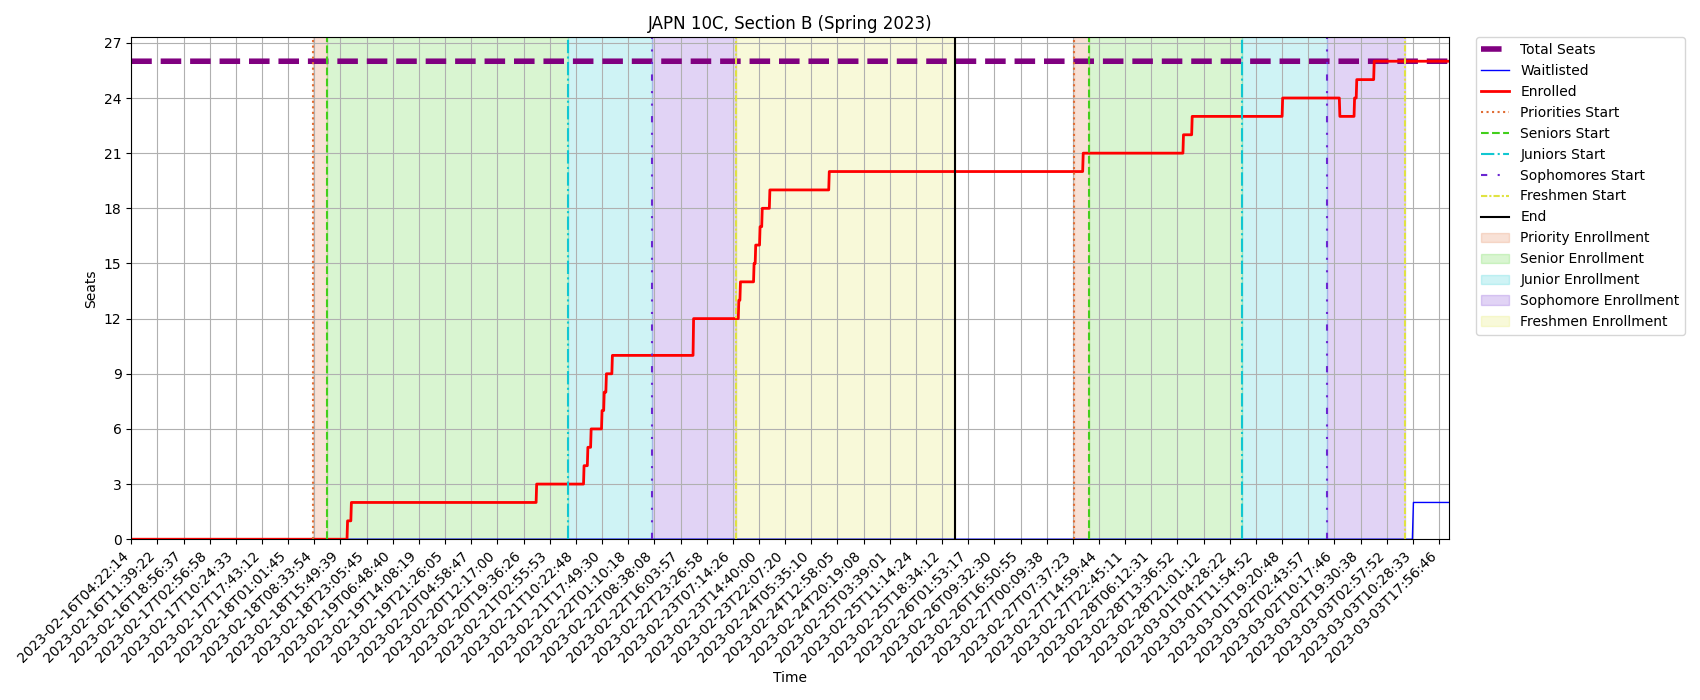 JAPN 10C, Section B (Spring 2023)
27
24
21
18
15
12
9
6
3
0
Seats
2023-02-16T04:22:14
2023-02-16T11:39:22
2023-02-16T18:56:37
2023-02-17T02:56:58
2023-02-17T10:24:33
2023-02-17T17:43:12
2023-02-18T01:01:45
2023-02-18T08:33:54
2023-02-18T15:49:39
2023-02-18T23:05:45
2023-02-19T06:48:40
2023-02-19T14:08:19
2023-02-19T21:26:05
2023-02-20T04:58:47
2023-02-20T12:17:00
2023-02-20T19:36:26
2023-02-21T02:55:53
2023-02-21T10:22:48
2023-02-21T17:49:30
2023-02-22T01:10:18
2023-02-22T08:38:08
2023-02-22T16:03:57
2023-02-22T23:26:58
2023-02-23T07:14:26
2023-02-23T14:40:00
2023-02-23T22:07:20
2023-02-24T05:35:10
2023-02-24T12:58:05
2023-02-24T20:19:08
2023-02-25T03:39:01
2023-02-25T11:14:24
2023-02-25T18:34:12
2023-02-26T01:53:17
2023-02-26T09:32:30
2023-02-26T16:50:55
2023-02-27T00:09:38
2023-02-27T07:37:23
2023-02-27T14:59:44
2023-02-27T22:45:11
2023-02-28T06:12:31
2023-02-28T13:36:52
2023-02-28T21:01:12
2023-03-01T04:28:22
2023-03-01T11:54:52
2023-03-01T19:20:48
2023-03-02T02:43:57
2023-03-02T10:17:46
2023-03-02T19:30:38
2023-03-03T02:57:52
2023-03-03T10:28:33
2023-03-03T17:56:46
Time
Total Seats
Waitlisted
Enrolled
Priorities Start
Seniors Start
Juniors Start
Sophomores Start
Freshmen Start
End
Priority Enrollment
Senior Enrollment
Junior Enrollment
Sophomore Enrollment
Freshmen Enrollment